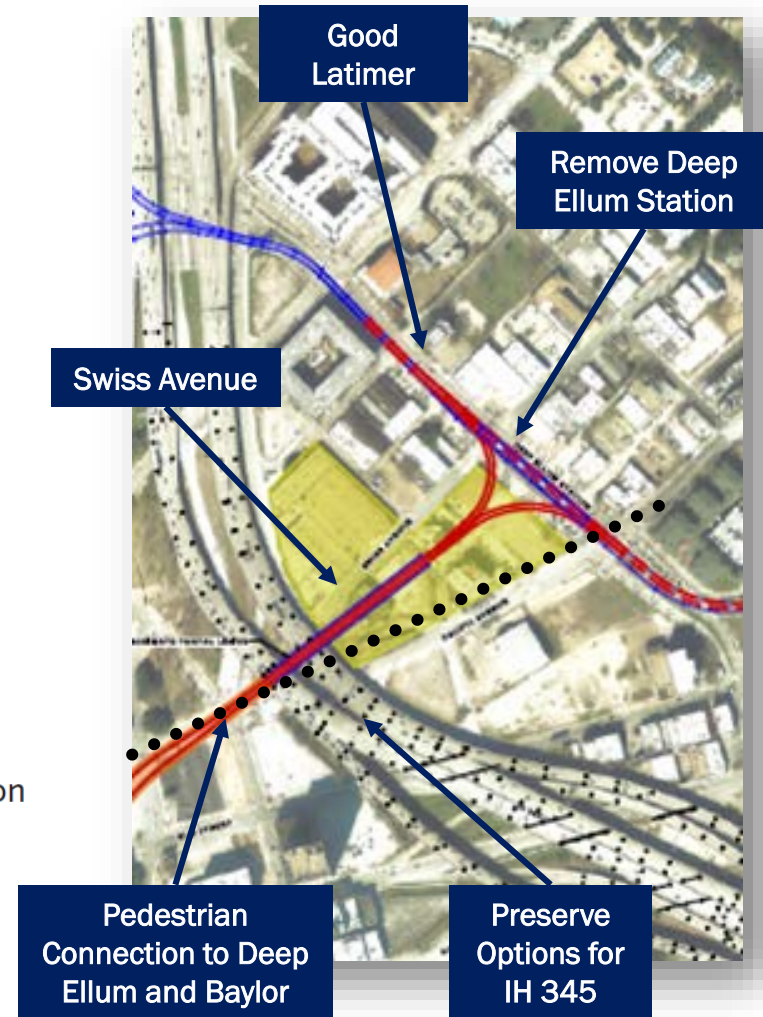 Good
Latimer
Remove Deep
Ellum Station
Swiss Avenue
on
Pedestrian
Connection to Deep
Ellum and Baylor
Preserve
Options for
IH 345